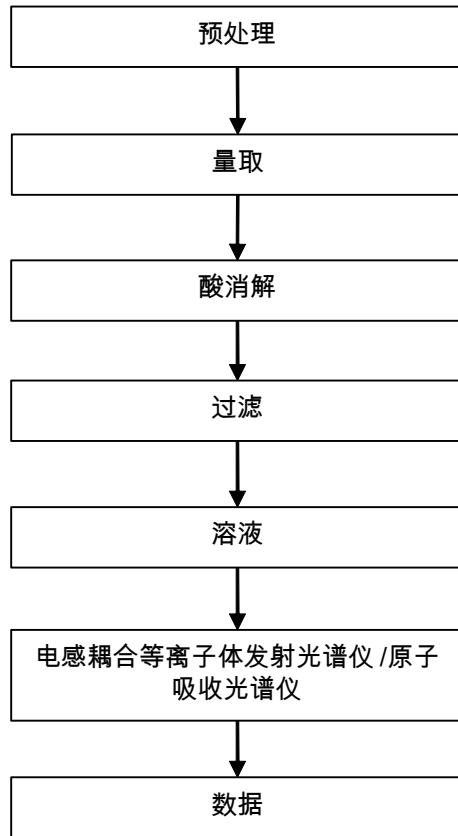 预处理
量取
酸消解
过滤
溶液
电感耦合等离子体发射光谱仪 /原子
吸收光谱仪
数据